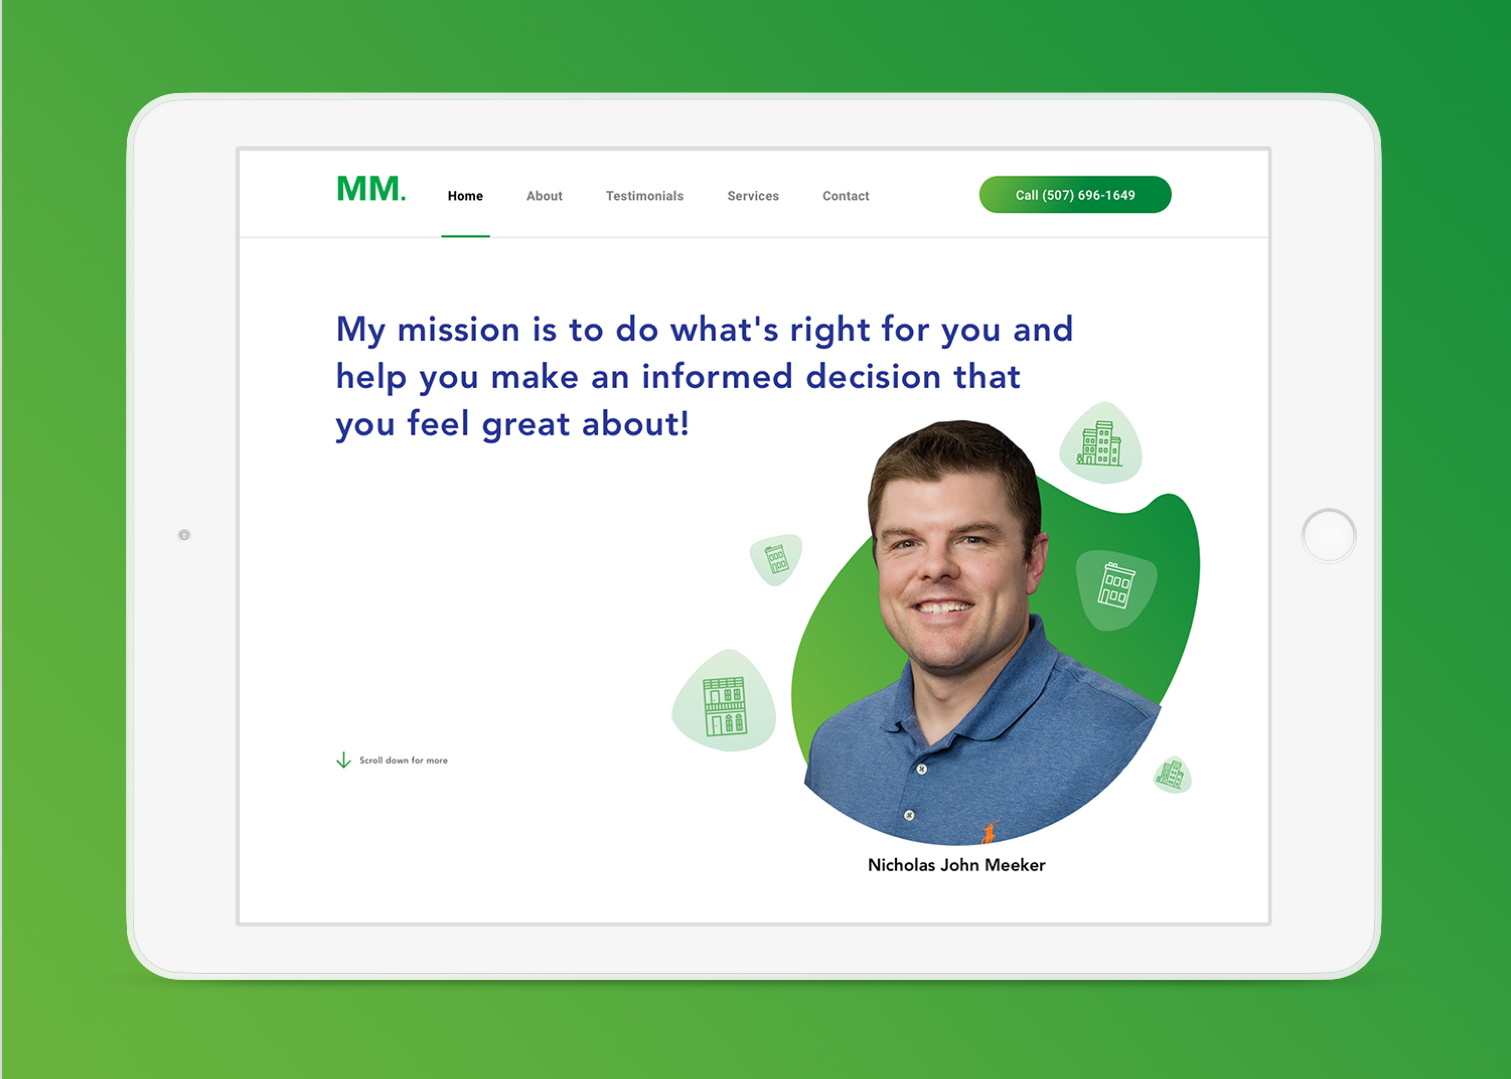 MM.
Home
About
Testimonials
Services
Contact
Call (507) 696-1649
My mission is to do what's right for you and
help you make an informed decision that
you feel great about!
Scroll down for more
Nicholas John Meeker